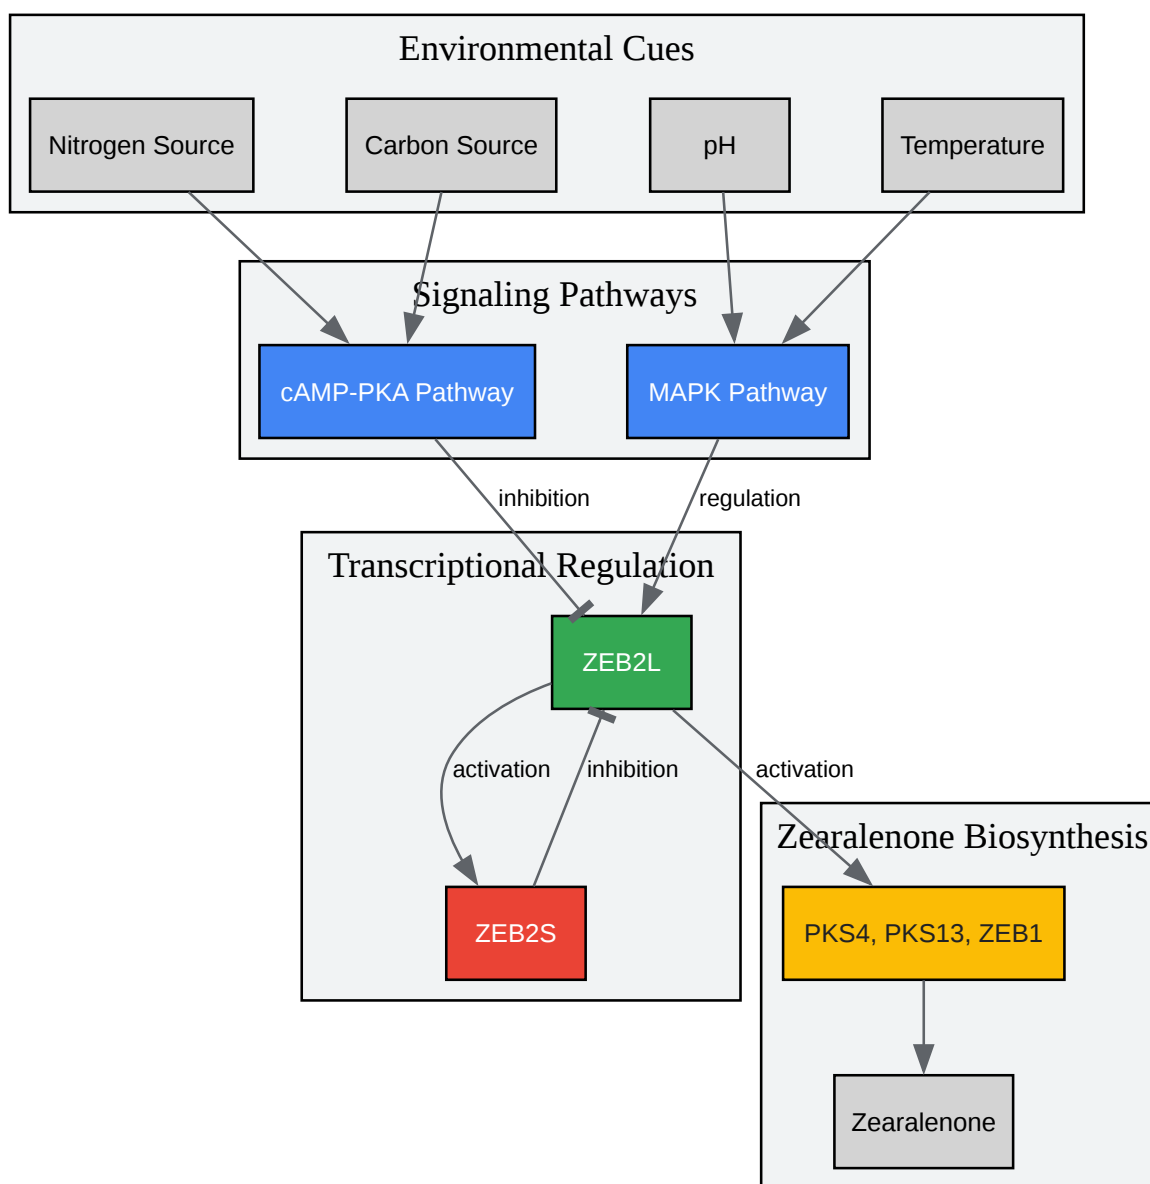 Environmental Cues
Nitrogen Source
Carbon Source
pH
Temperature
Signaling Pathways
cAMP-PKA Pathway
MAPK Pathway
inhibition
regulation
Transcriptional Regulation
ZEB2L
activation
inhibition
activation
Zearalenone Biosynthesis
ZEB2S
PKS4, PKS13, ZEB1
Zearalenone